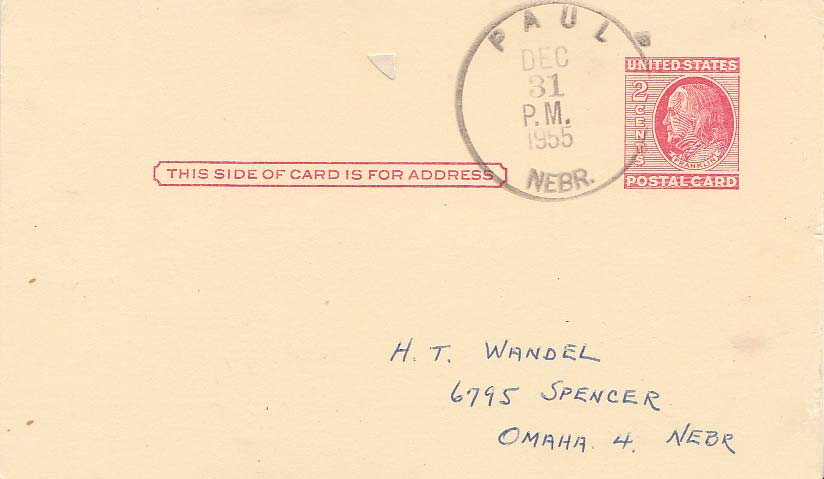 PAUL
DEC
31
P.M.
1955
NEBR.
UNITED STATES
2 CENTS
FRANKLIN
POSTAL CARD
THIS SIDE OF CARD IS FOR ADDRESS
H. T. WANDEL
6795 SPENCER
OMAHA. 4. NEBR